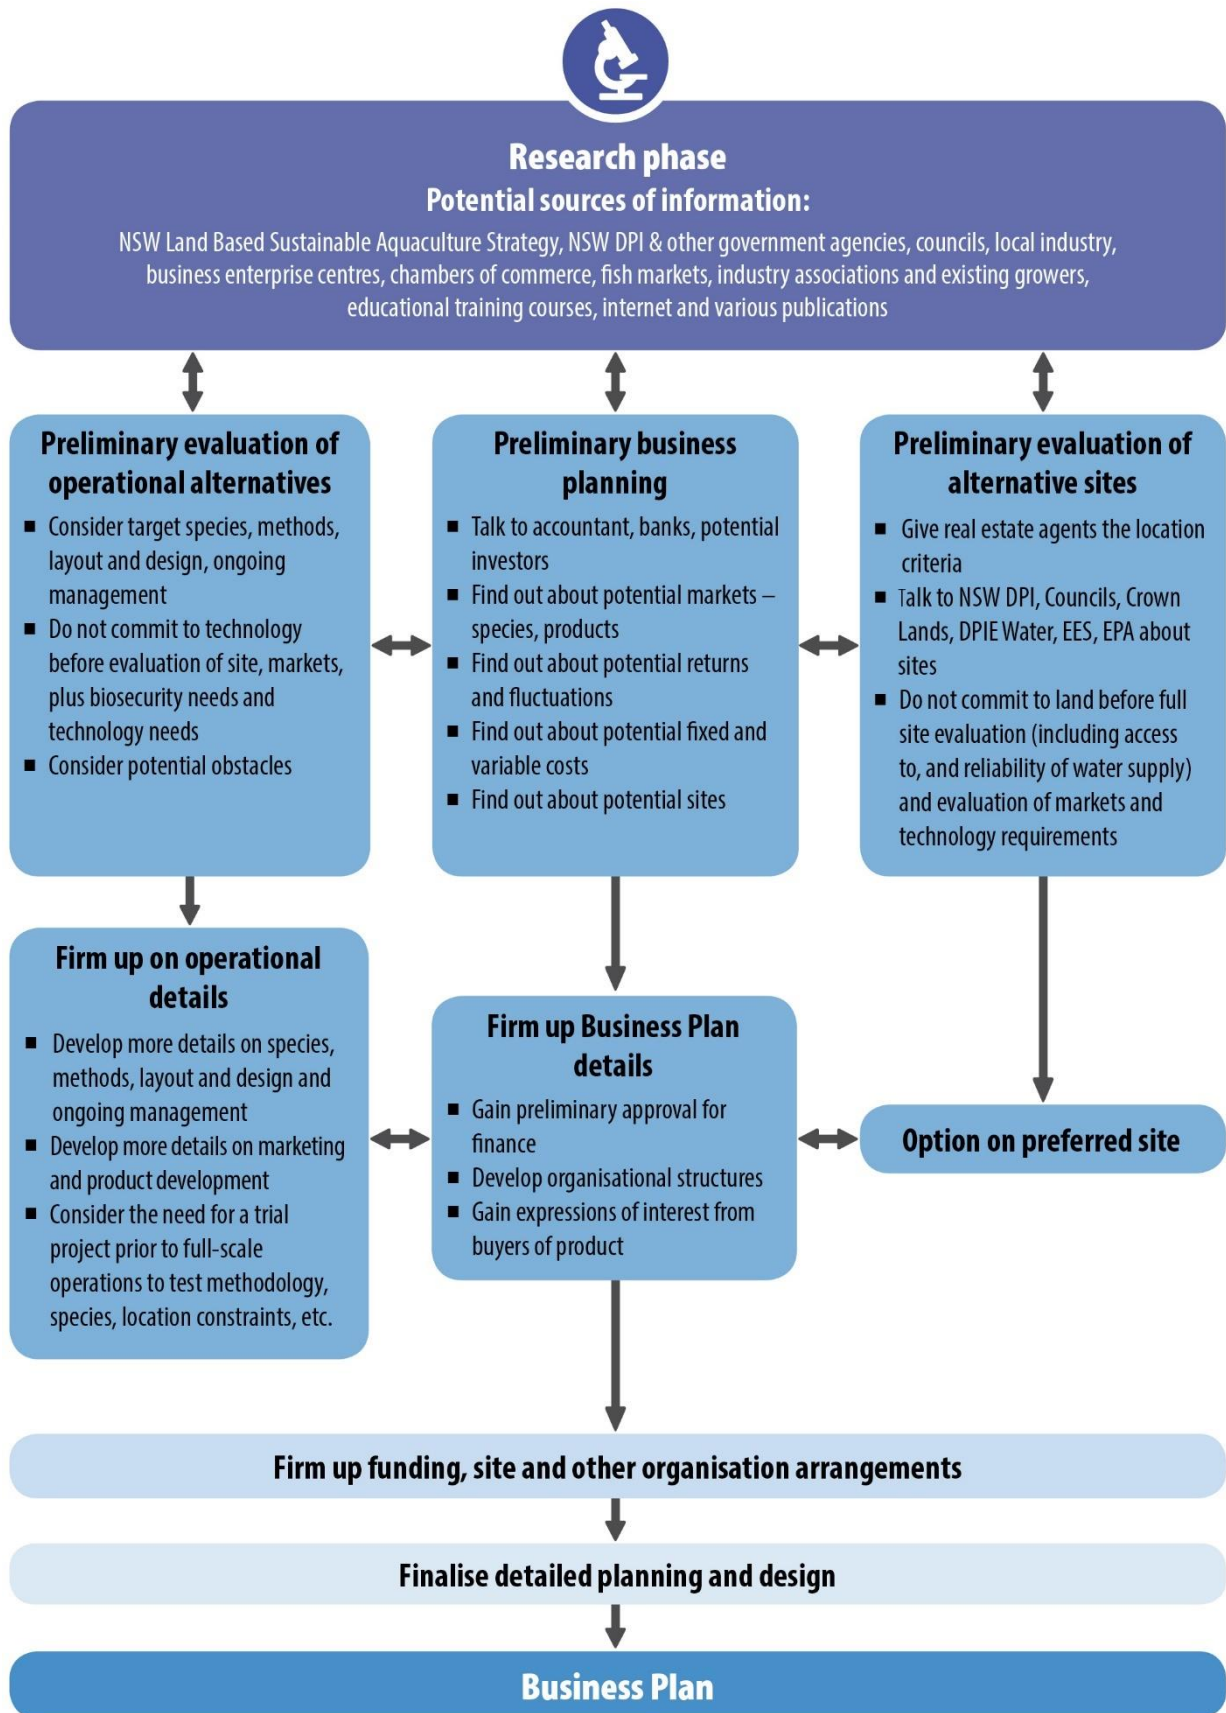 Research phase
Potential sources of information:
NSW Land Based Sustainable Aquaculture Strategy, NSW DPI & other government agencies, councils, local industry,
business enterprise centres, chambers of commerce, fish markets, industry associations and existing growers,
educational training courses, internet and various publications
Preliminary evaluation of
operational alternatives
■ Consider target species, methods,
layout and design, ongoing
management
■ Do not commit to technology
before evaluation of site, markets,
plus biosecurity needs and
technology needs
■ Consider potential obstacles
Preliminary business
planning
■ Talk to accountant, banks, potential
investors
■ Find out about potential markets –
species, products
■ Find out about potential returns
and fluctuations
■ Find out about potential fixed and
variable costs
■ Find out about potential sites
Preliminary evaluation of
alternative sites
■ Give real estate agents the location
criteria
■ Talk to NSW DPI, Councils, Crown
Lands, DPIE Water, EES, EPA about
sites
■ Do not commit to land before full
site evaluation (including access
to, and reliability of water supply)
and evaluation of markets and
technology requirements
Firm up on operational
details
■ Develop more details on species,
methods, layout and design and
ongoing management
■ Develop more details on marketing
and product development
■ Consider the need for a trial
project prior to full-scale
operations to test methodology,
species, location constraints, etc.
Firm up Business Plan
details
■ Gain preliminary approval for
finance
■ Develop organisational structures
■ Gain expressions of interest from
buyers of product
Option on preferred site
Firm up funding, site and other organisation arrangements
Finalise detailed planning and design
Business Plan